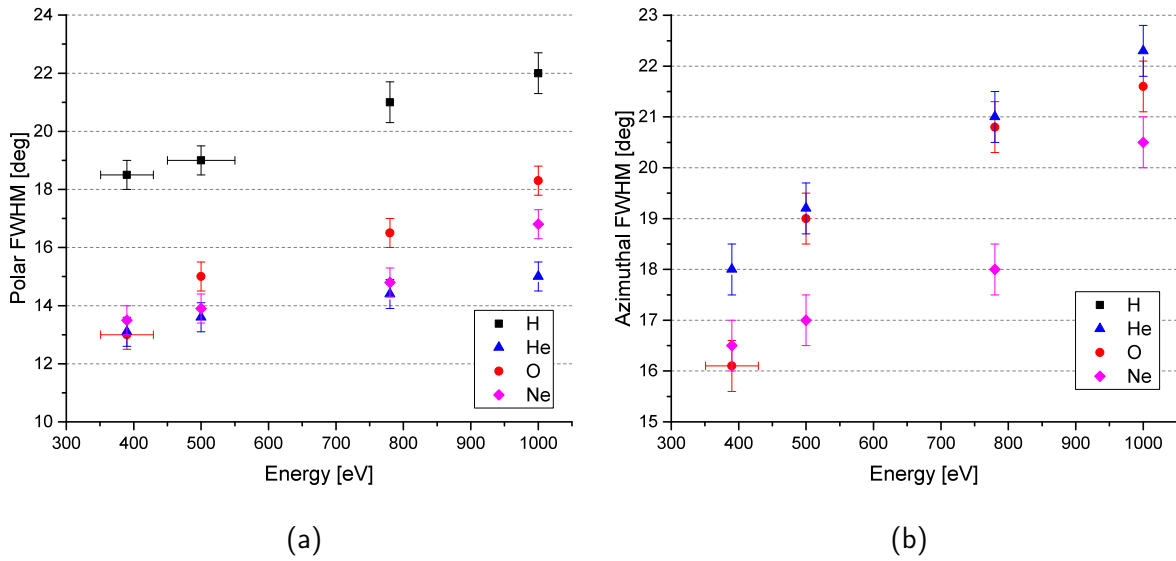 24
22
20
18
16
14
12
10
Polar FWHM [deg]
300 400 500 600 700 800 900 1000
Energy [eV]
H
He
O
Ne
(a)
23
22
21
20
19
18
17
16
15
Azimuthal FWHM [deg]
300 400 500 600 700 800 900 1000
Energy [eV]
H
He
O
Ne
(b)